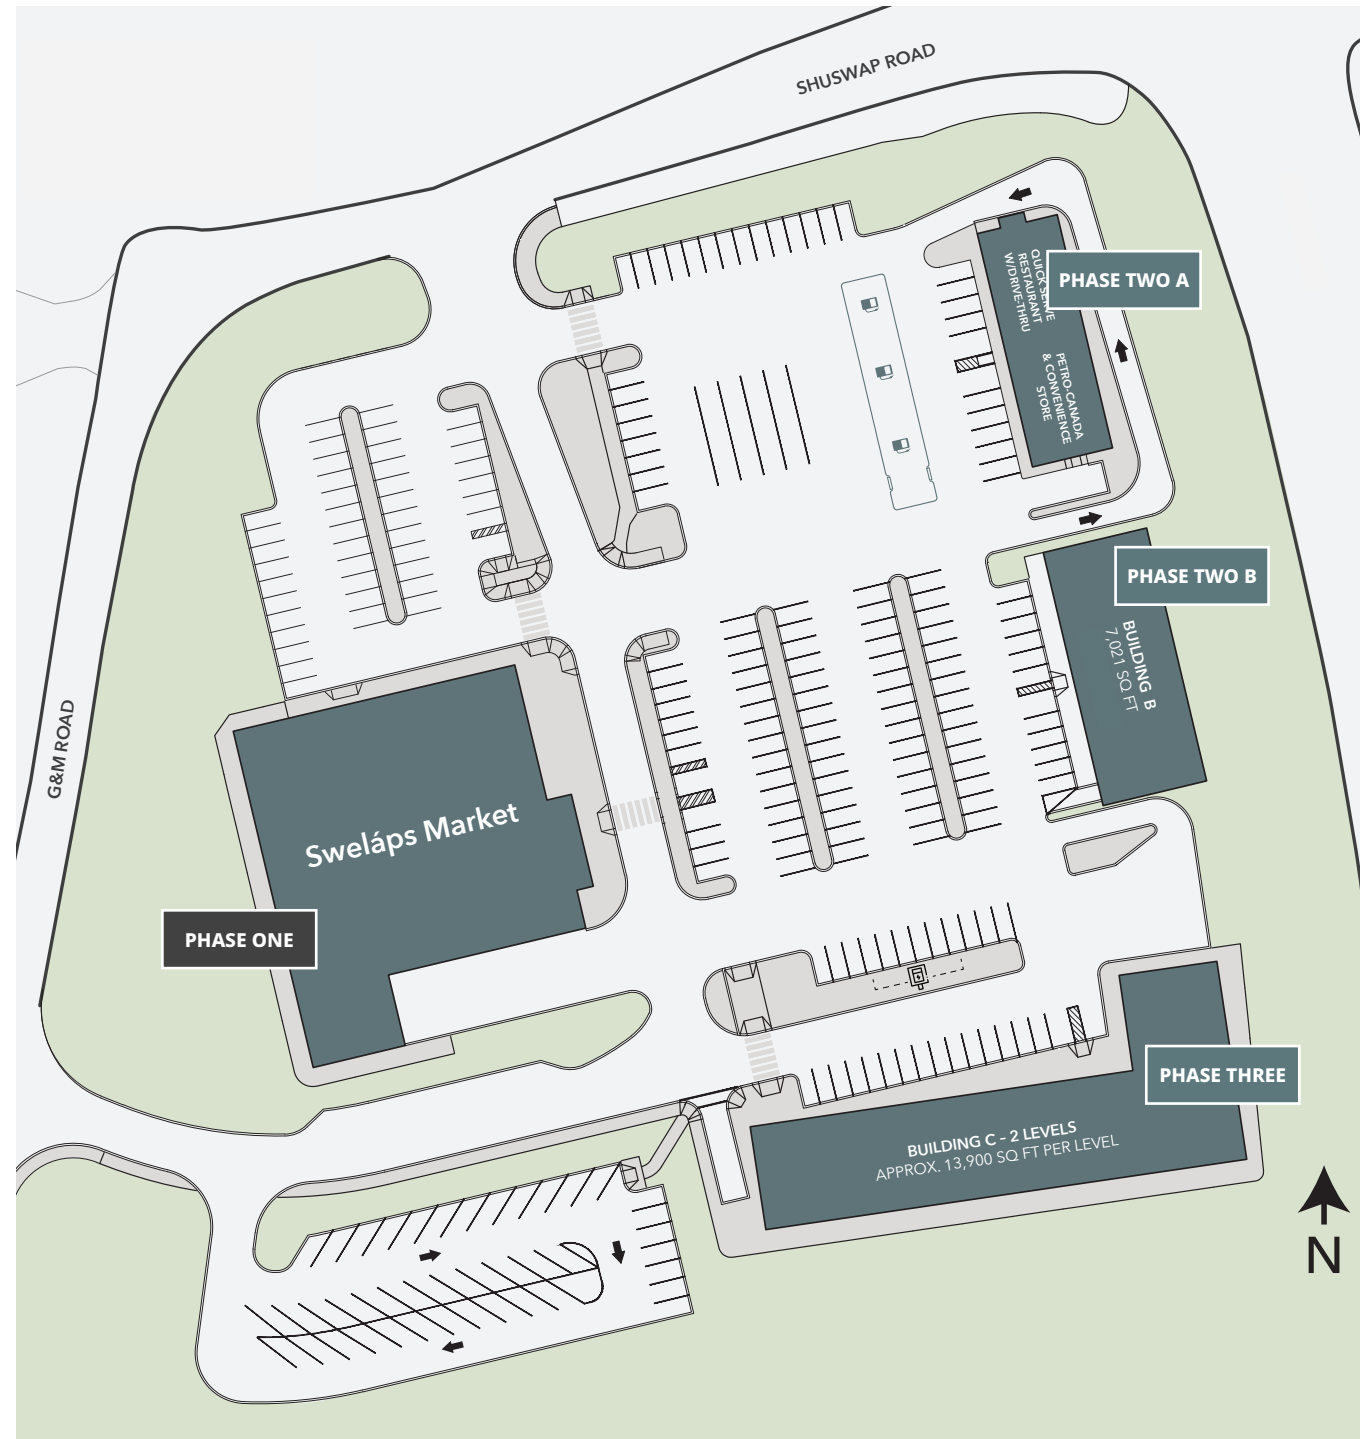 SHUSWAP ROAD
QUICK SERVE
RESTAURANT
W/DRIVE-THRU
PHASE TWO A
PETRO-CANADA
& CONVENIENCE
STORE
PHASE TWO B
BUILDING B
7,021 SQ FT
G&M ROAD
Sweláps Market
PHASE ONE
PHASE THREE
BUILDING C - 2 LEVELS
APPROX. 13,900 SQ FT PER LEVEL
N